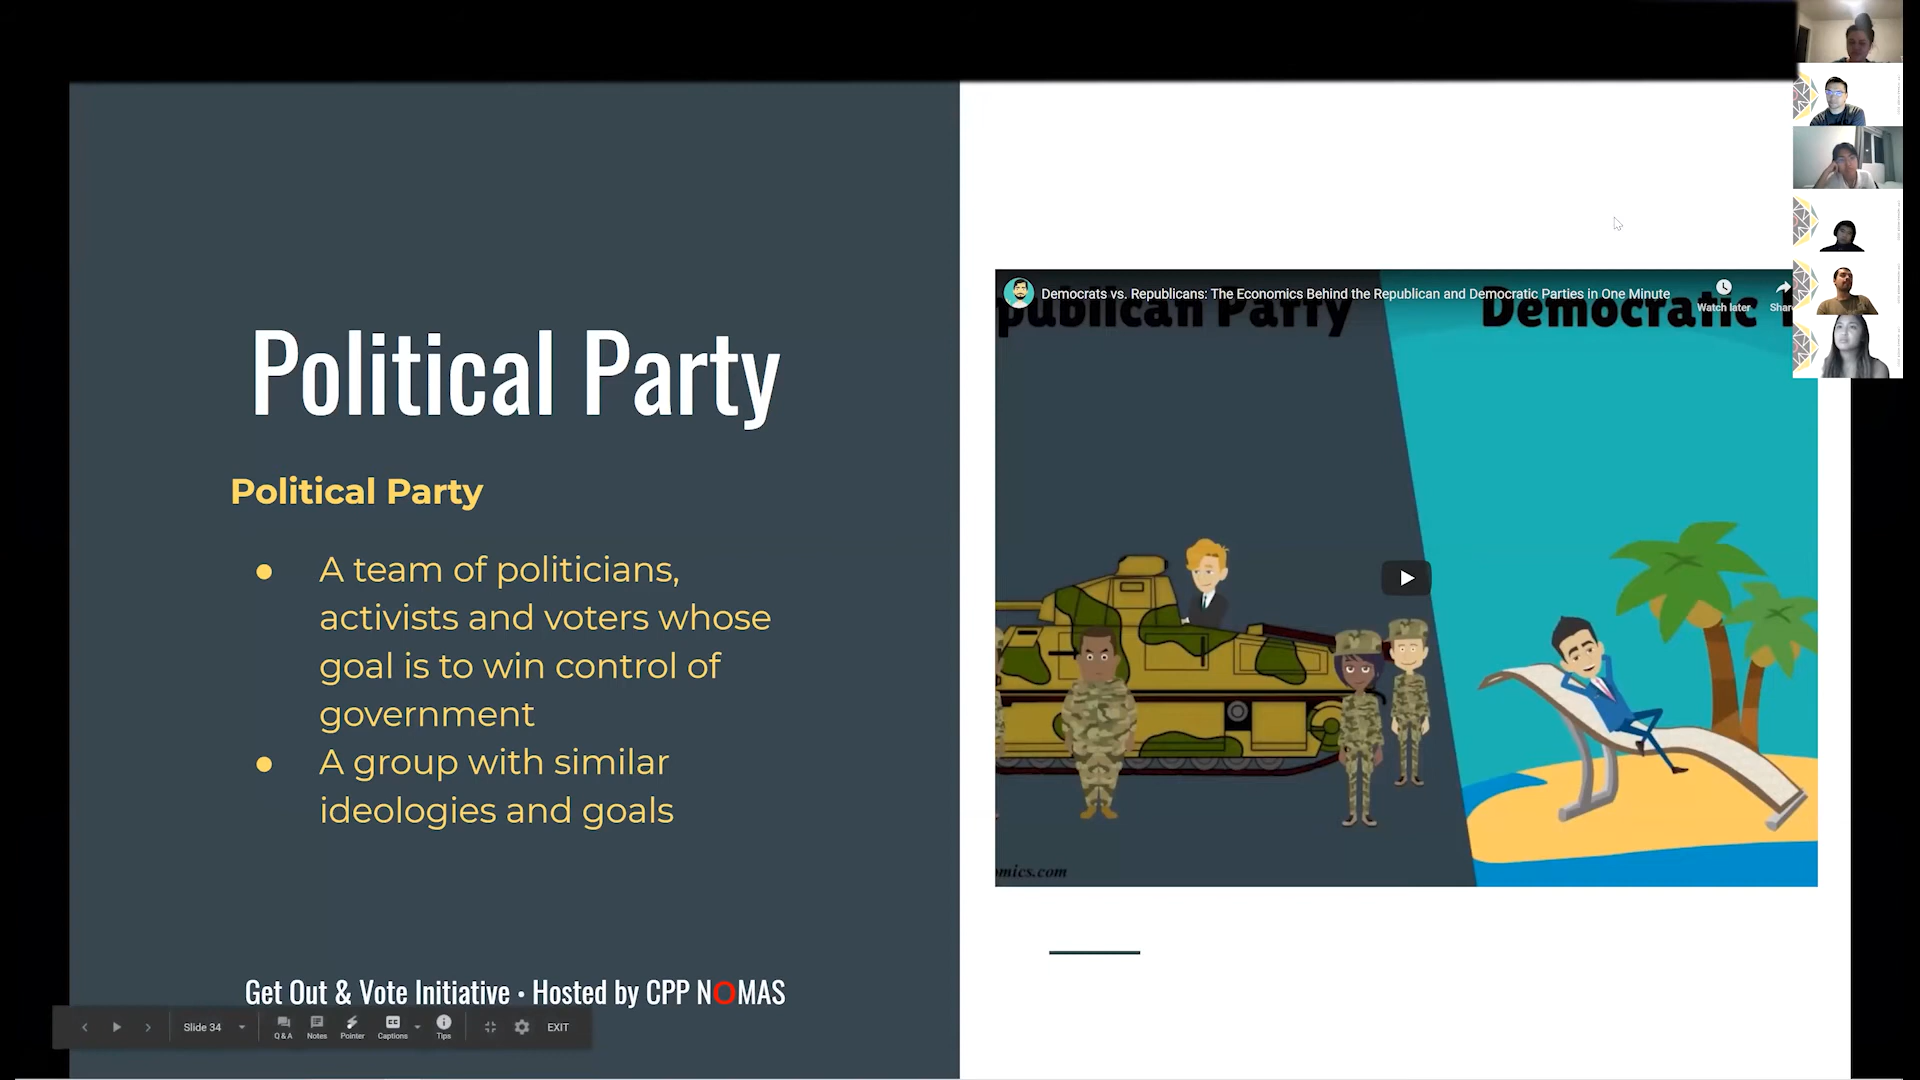 Political Party
Political Party
● A team of politicians,
activists and voters whose
goal is to win control of
government
● A group with similar
ideologies and goals
Get Out & Vote Initiative • Hosted by CPP NOMAS
Slide 34
Q & A
Notes
Pointer
Captions
Tips
EXIT
Democrats vs. Republicans: The Economics Behind the Republican and Democratic Parties in One Minute
Watch later
Shar
publican Party
Democratic
mics.com